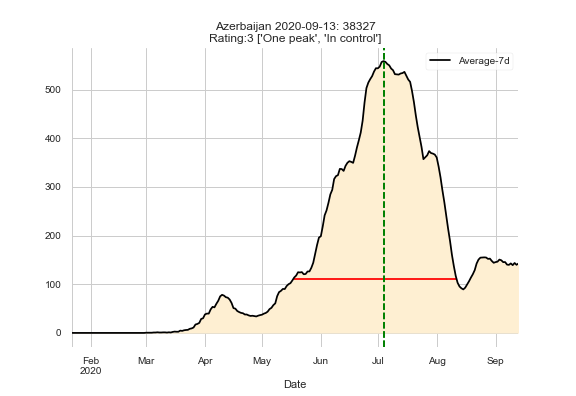 Azerbaijan 2020-09-13: 38327
Rating:3 ['One peak', 'In control']
Average-7d
500
400
300
200
100
0
Feb Mar Apr May Jun Jul Aug Sep
2020
Date